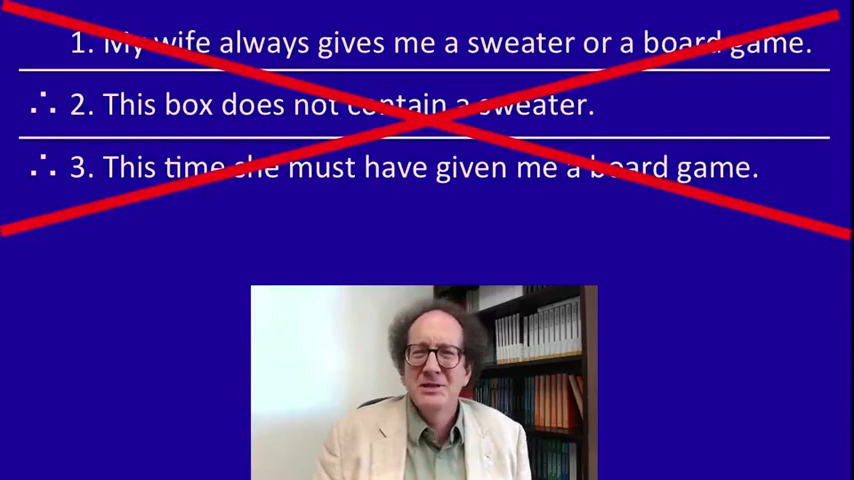 1. My wife always gives me a sweater or a board game.
∴ 2. This box does not contain a sweater.
∴ 3. This time she must have given me a board game.